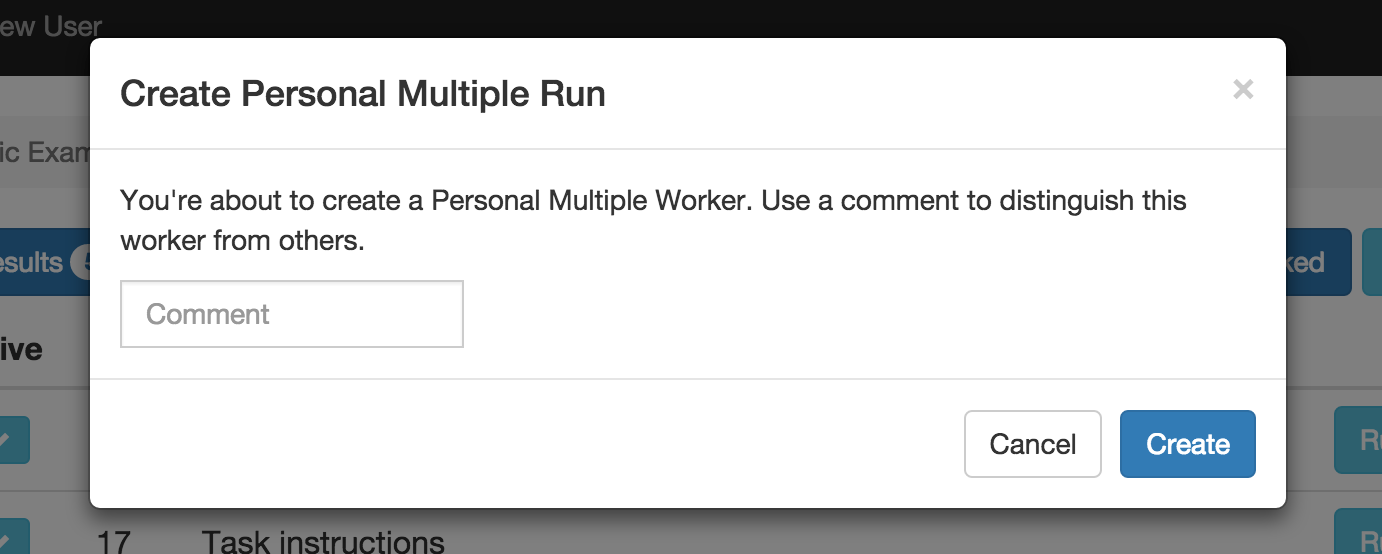 ew User
Create Personal Multiple Run
×
ic Exam
You're about to create a Personal Multiple Worker. Use a comment to distinguish this
worker from others.
esults
ked
Comment
ive
Cancel
Create
17
Task instructions